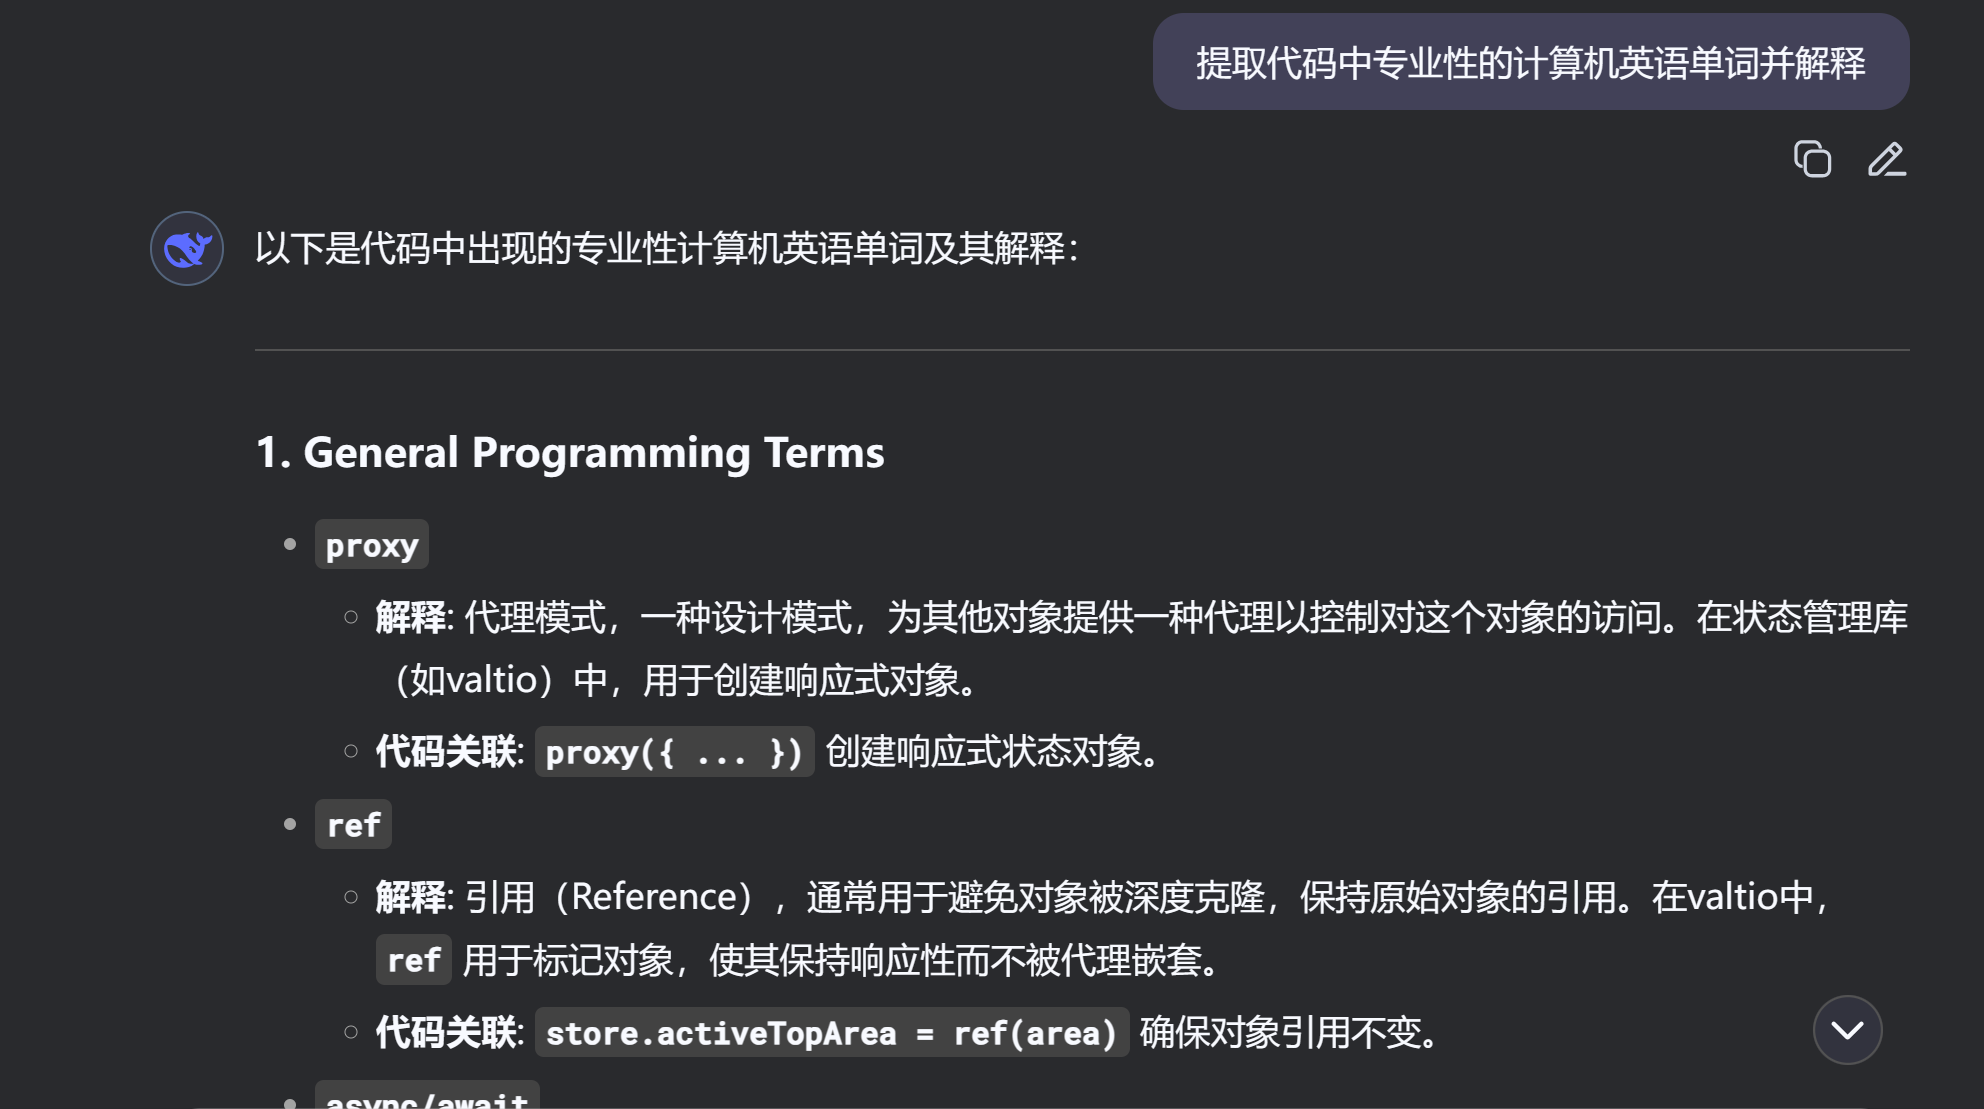 提取代码中专业性的计算机英语单词并解释
以下是代码中出现的专业性计算机英语单词及其解释：
1. General Programming Terms
proxy
解释: 代理模式，一种设计模式，为其他对象提供一种代理以控制对这个对象的访问。在状态管理库
（如valtio）中，用于创建响应式对象。
代码关联: proxy({ ... }) 创建响应式状态对象。
ref
解释: 引用（Reference），通常用于避免对象被深度克隆，保持原始对象的引用。在valtio中，
ref 用于标记对象，使其保持响应性而不被代理嵌套。
代码关联: store.activeTopArea = ref(area) 确保对象引用不变。
async/await